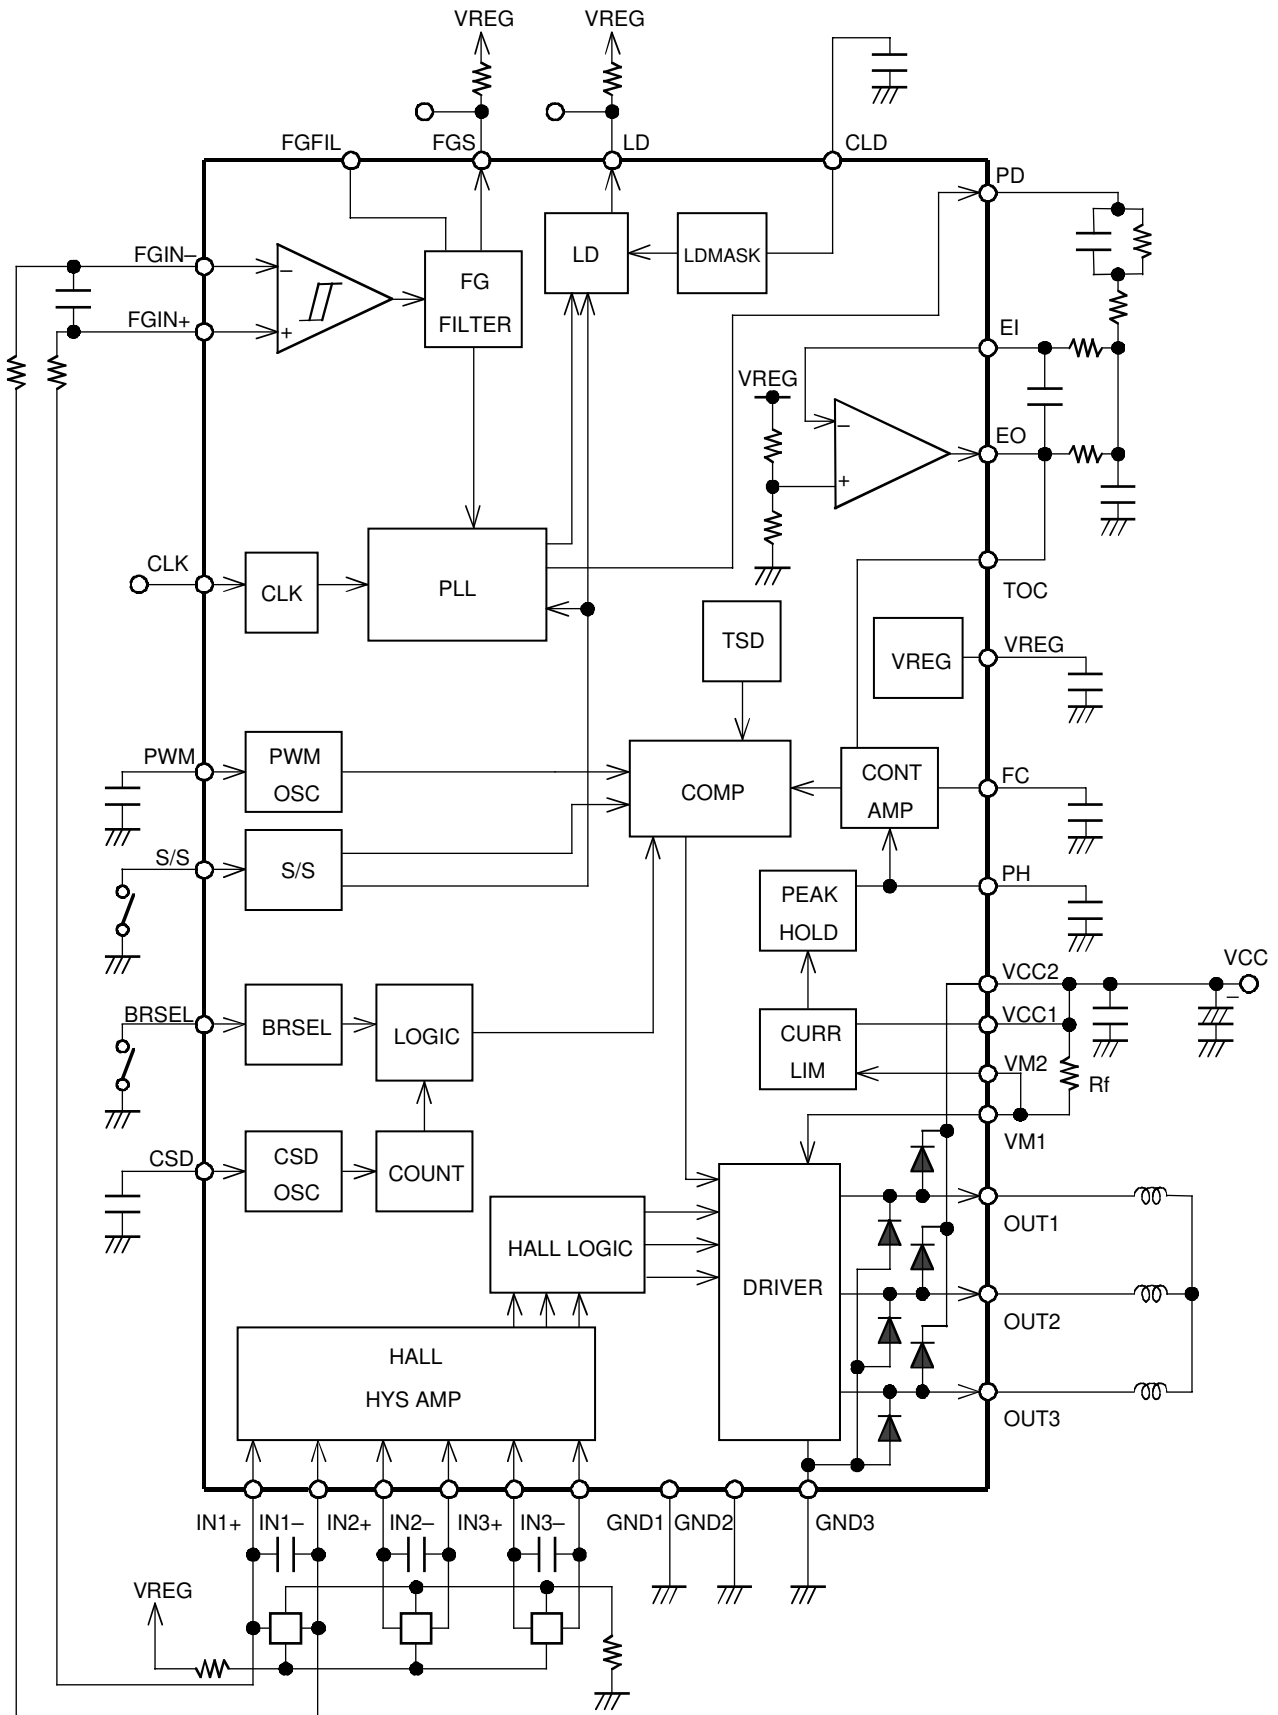 VREG VREG
FGFIL FGS LD CLD
PD
LD LDMASK
FGIN–
–
FG
FILTER
FGIN+
+
EI
VREG
–
EO
+
CLK
CLK PLL
TOC
TSD
VREG VREG
PWM
PWM
OSC
COMP
CONT
AMP
FC
S/S
S/S
PEAK
HOLD
PH
VCC
VCC2
–
BRSEL
BRSEL LOGIC
VCC1
CURR
LIM
VM2
Rf
VM1
CSD
CSD
OSC
COUNT
OUT1
HALL LOGIC
DRIVER
OUT2
HALL
HYS AMP
OUT3
IN1+ IN1– IN2+ IN2– IN3+ IN3– GND1 GND2 GND3
VREG